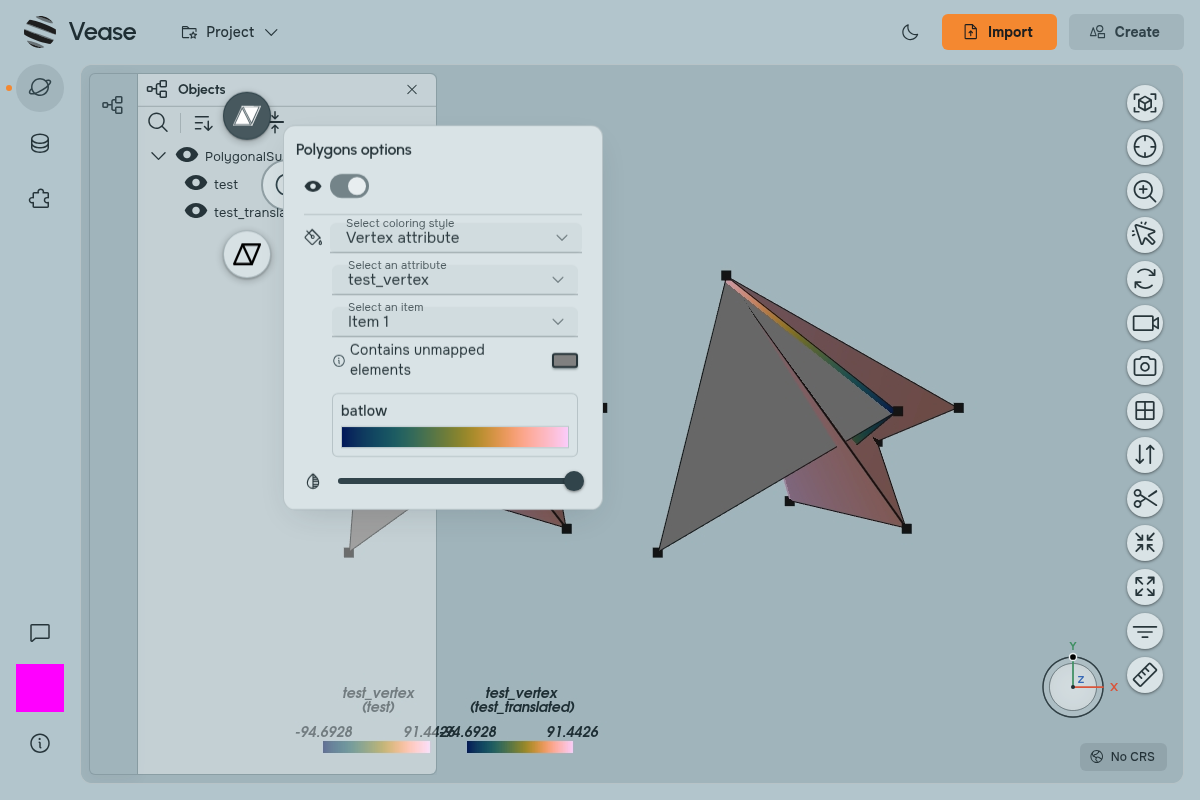 Vease
Project
Import
Create
Objects
PolygonalSu
test
test_transla
Polygons options
Select coloring style
Vertex attribute
Select an attribute
test_vertex
Select an item
Item 1
Contains unmapped
elements
batlow
test_vertex
(test)
-94.6928
91.4426
test_vertex
(test_translated)
-94.6928
91.4426
Y
Z
X
No CRS